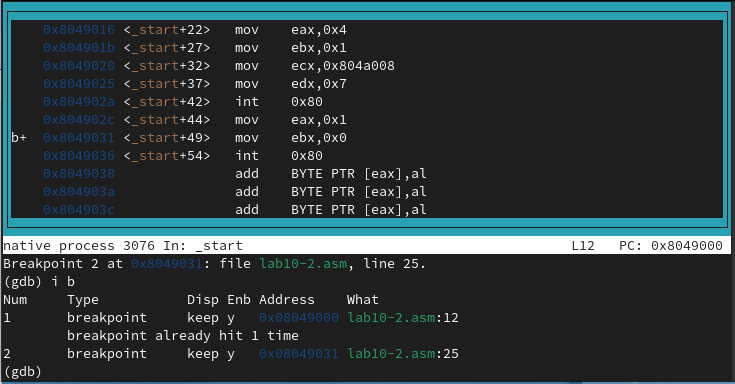 0x8049016 <_start+22> mov eax,0x4
0x804901b <_start+27> mov ebx,0x1
0x8049020 <_start+32> mov ecx,0x804a008
0x8049025 <_start+37> mov edx,0x7
0x804902a <_start+42> int 0x80
0x804902c <_start+44> mov eax,0x1
b+ 0x8049031 <_start+49> mov ebx,0x0
0x8049036 <_start+54> int 0x80
0x8049038 add BYTE PTR [eax],al
0x804903a add BYTE PTR [eax],al
0x804903c add BYTE PTR [eax],al
native process 3076 In: _start L12 PC: 0x8049000
Breakpoint 2 at 0x8049031: file lab10-2.asm, line 25.
(gdb) i b
Num Type Disp Enb Address What
1 breakpoint keep y 0x08049000 lab10-2.asm:12
breakpoint already hit 1 time
2 breakpoint keep y 0x08049031 lab10-2.asm:25
(gdb)